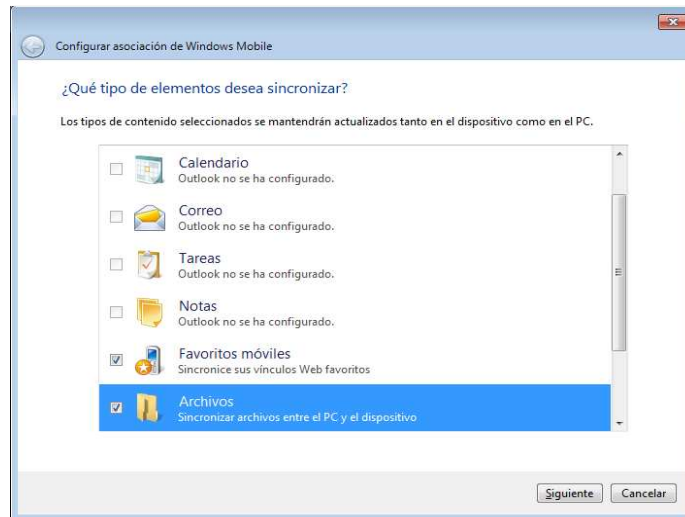 Configurar asociación de Windows Mobile
¿Qué tipo de elementos desea sincronizar?
Los tipos de contenido seleccionados se mantendrán actualizados tanto en el dispositivo como en el PC.
Calendario
Outlook no se ha configurado.
Correo
Outlook no se ha configurado.
Tareas
Outlook no se ha configurado.
Notas
Outlook no se ha configurado.
Favoritos móviles
Sincronice sus vínculos Web favoritos
Archivos
Sincronizar archivos entre el PC y el dispositivo
Siguiente Cancelar